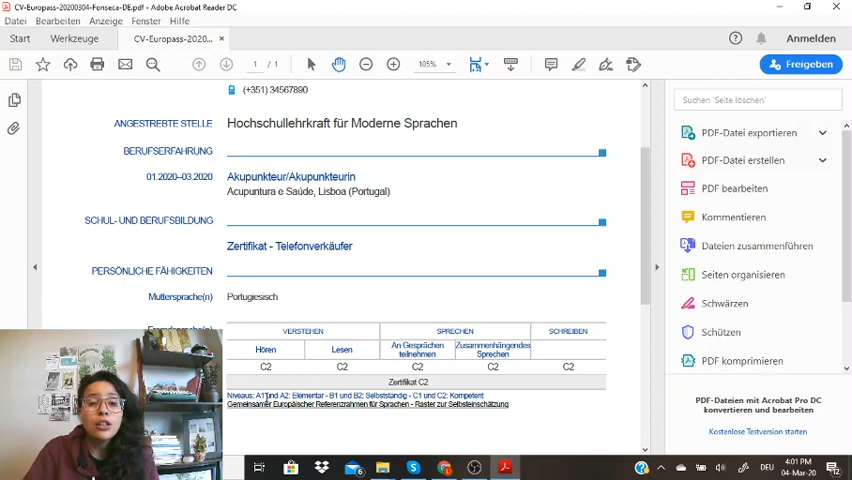 CV-Europass-20200304-Fonseca-DE.pdf - Adobe Acrobat Reader DC
Datei Bearbeiten Anzeige Fenster Hilfe
Start Werkzeuge CV-Europass-2020... × Anmelden
1 / 1 105% Freigeben
(+351) 34567890
ANGESTREBTE STELLE Hochschullehrkraft für Moderne Sprachen
BERUFSERFAHRUNG
01.2020–03.2020 Akupunkteur/Akupunkteurin
Acupuntura e Saúde, Lisboa (Portugal)
SCHUL- UND BERUFSBILDUNG
Zertifikat - Telefonverkäufer
PERSÖNLICHE FÄHIGKEITEN
Muttersprache(n) Portugiesisch
VERSTEHEN SPRECHEN SCHREIBEN
Hören Lesen An Gesprächen teilnehmen Zusammenhängendes Sprechen
C2 C2 C2 C2 C2
Zertifikat C2
Niveaus: A1 und A2: Elementar - B1 und B2: Selbstständig - C1 und C2: Kompetent
Gemeinsamer Europäischer Referenzrahmen für Sprachen - Raster zur Selbsteinschätzung
Suchen 'Seite löschen'
PDF-Datei exportieren
PDF-Datei erstellen
PDF bearbeiten
Kommentieren
Dateien zusammenführen
Seiten organisieren
Schwärzen
Schützen
PDF komprimieren
PDF-Dateien mit Acrobat Pro DC
konvertieren und bearbeiten
Kostenlose Testversion starten
DEU 4:01 PM
04-Mar-20